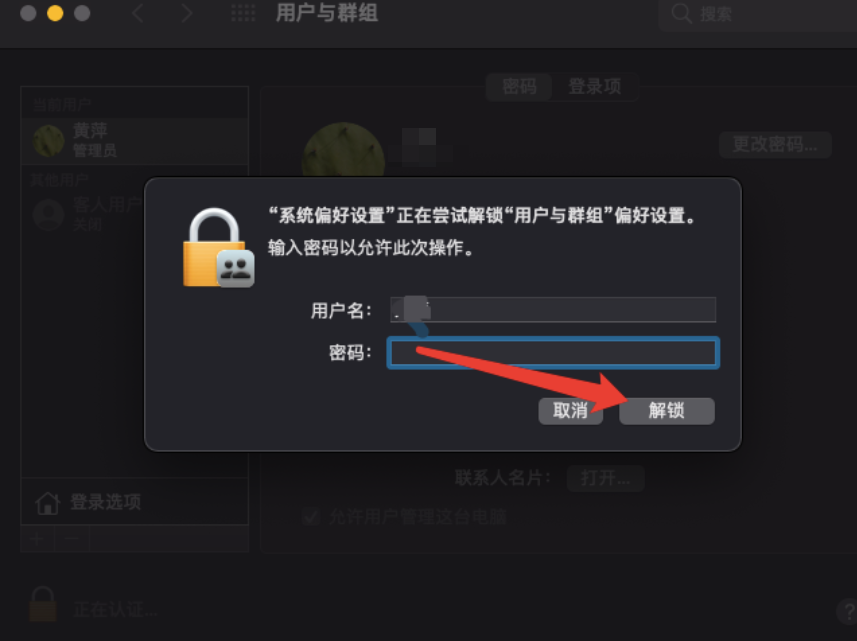 用户与群组
搜索
密码 登录项
当前用户
黄萍
管理员
更改密码...
其他用户
客人用户
关闭
“系统偏好设置”正在尝试解锁“用户与群组”偏好设置。
输入密码以允许此次操作。
用户名：
密码：
取消 解锁
联系人名片： 打开...
登录选项
允许用户管理这台电脑
+ −
正在认证...
?